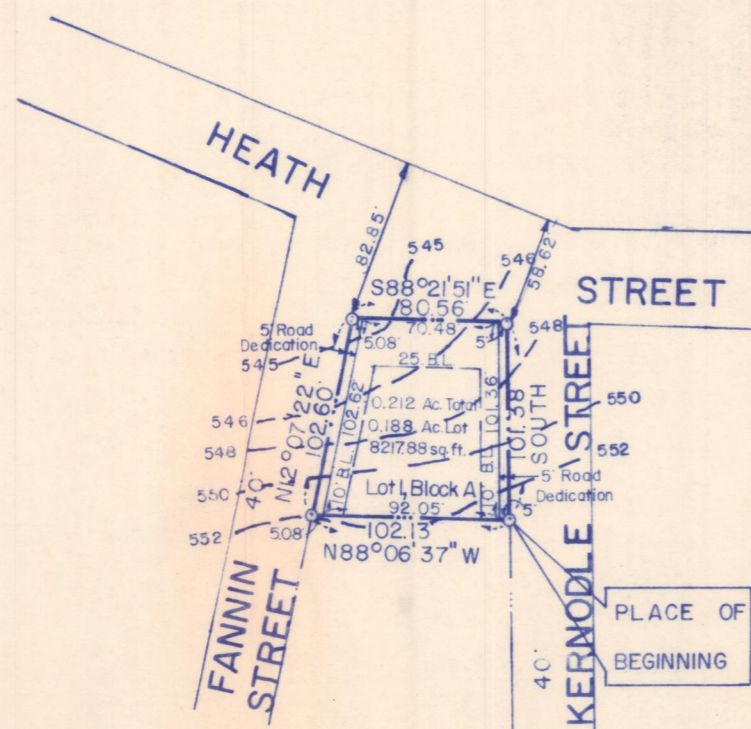 HEATH
STREET
82.85'
58.62'
545
546
S88°21'51"E
80.56
70.48
5'
548
5' Road
Dedication
5.08'
25' B.L.
545
546
548
550
552
N12°07'22"E
102.60'
102.62
10' B.L.
0.212 Ac. Total
0.188 Ac. Lot
8217.88 sq. ft.
Lot 1, Block A
101.36
10' B.L.
101.38
SOUTH
550
552
5' Road
Dedication
5'
92.05'
102.13
5.08'
N88°06'37"W
40'
FANNIN
STREET
KERNODLE STREET
40'
PLACE OF
BEGINNING